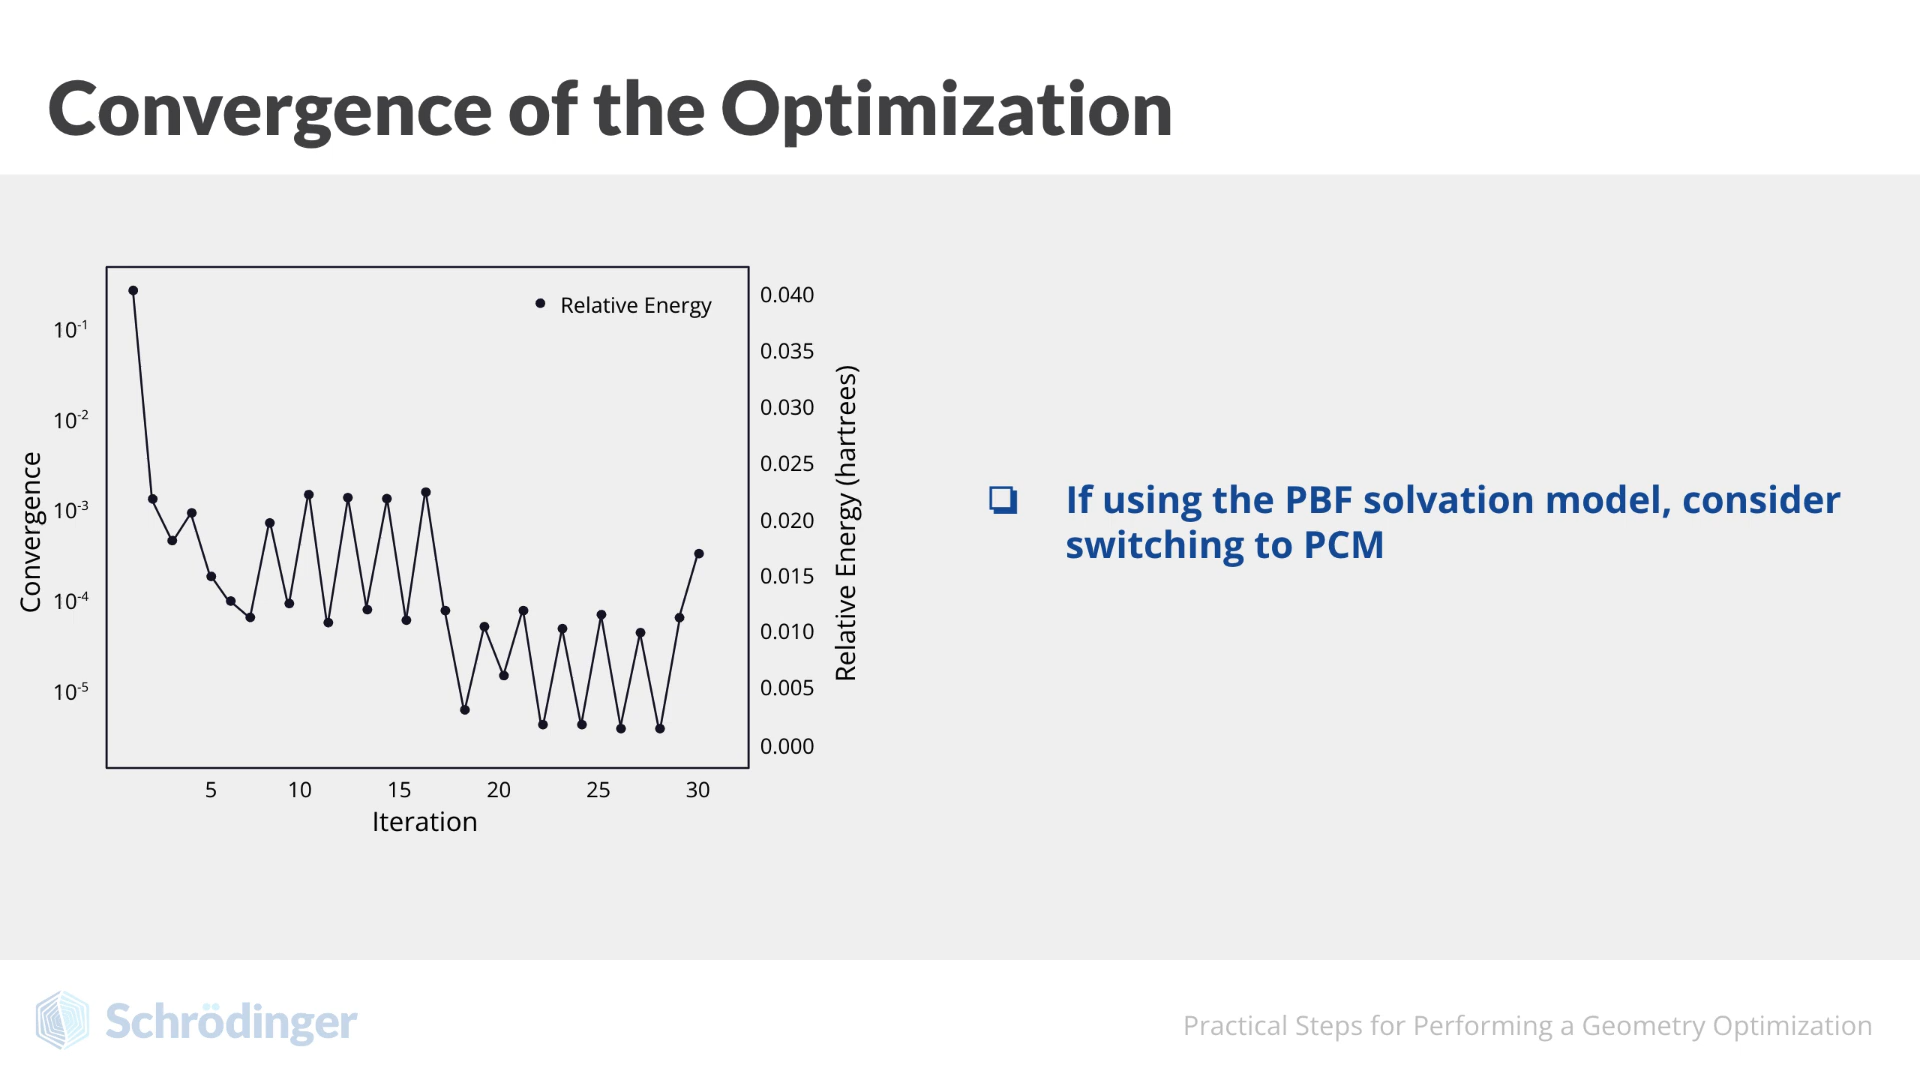 Convergence of the Optimization
Relative Energy
Convergence
10-1
10-2
10-3
10-4
10-5
0.040
0.035
0.030
0.025
0.020
0.015
0.010
0.005
0.000
Relative Energy (hartrees)
5 10 15 20 25 30
Iteration
If using the PBF solvation model, consider
switching to PCM
Schrödinger
Practical Steps for Performing a Geometry Optimization